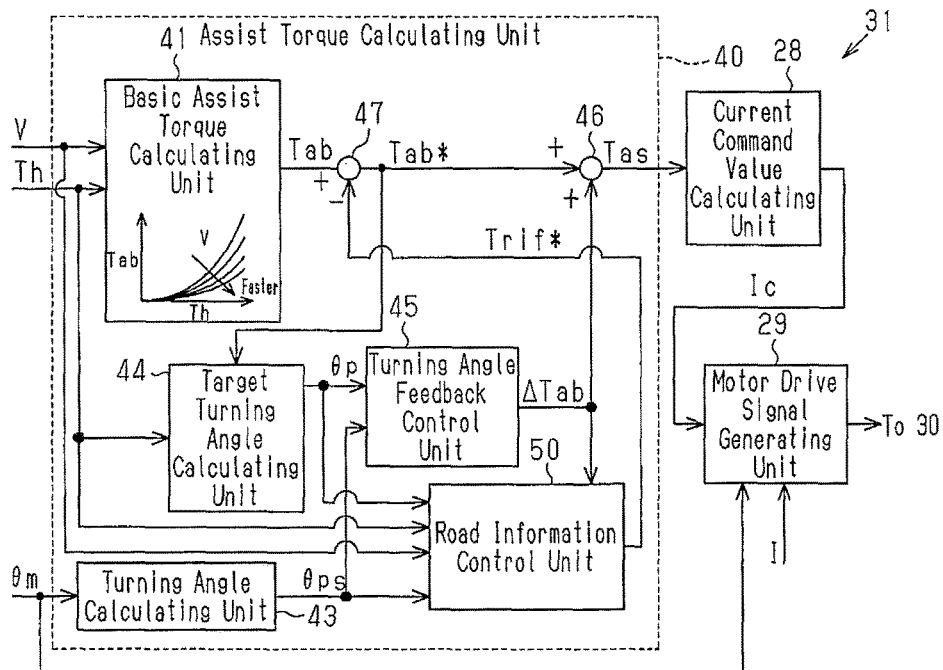 Assist Torque Calculating Unit
31
40
41
Basic Assist
Torque
Calculating
Unit
V
Th
Tab
V
Faster
Th
Tab
+
47
-
Tab*
+
46
+
Tas
28
Current
Command
Value
Calculating
Unit
Trif*
Ic
44
Target
Turning
Angle
Calculating
Unit
θp
45
Turning Angle
Feedback
Control
Unit
ΔTab
29
Motor Drive
Signal
Generating
Unit
To 30
50
Road Information
Control Unit
I
θm
Turning Angle
Calculating Unit
43
θps